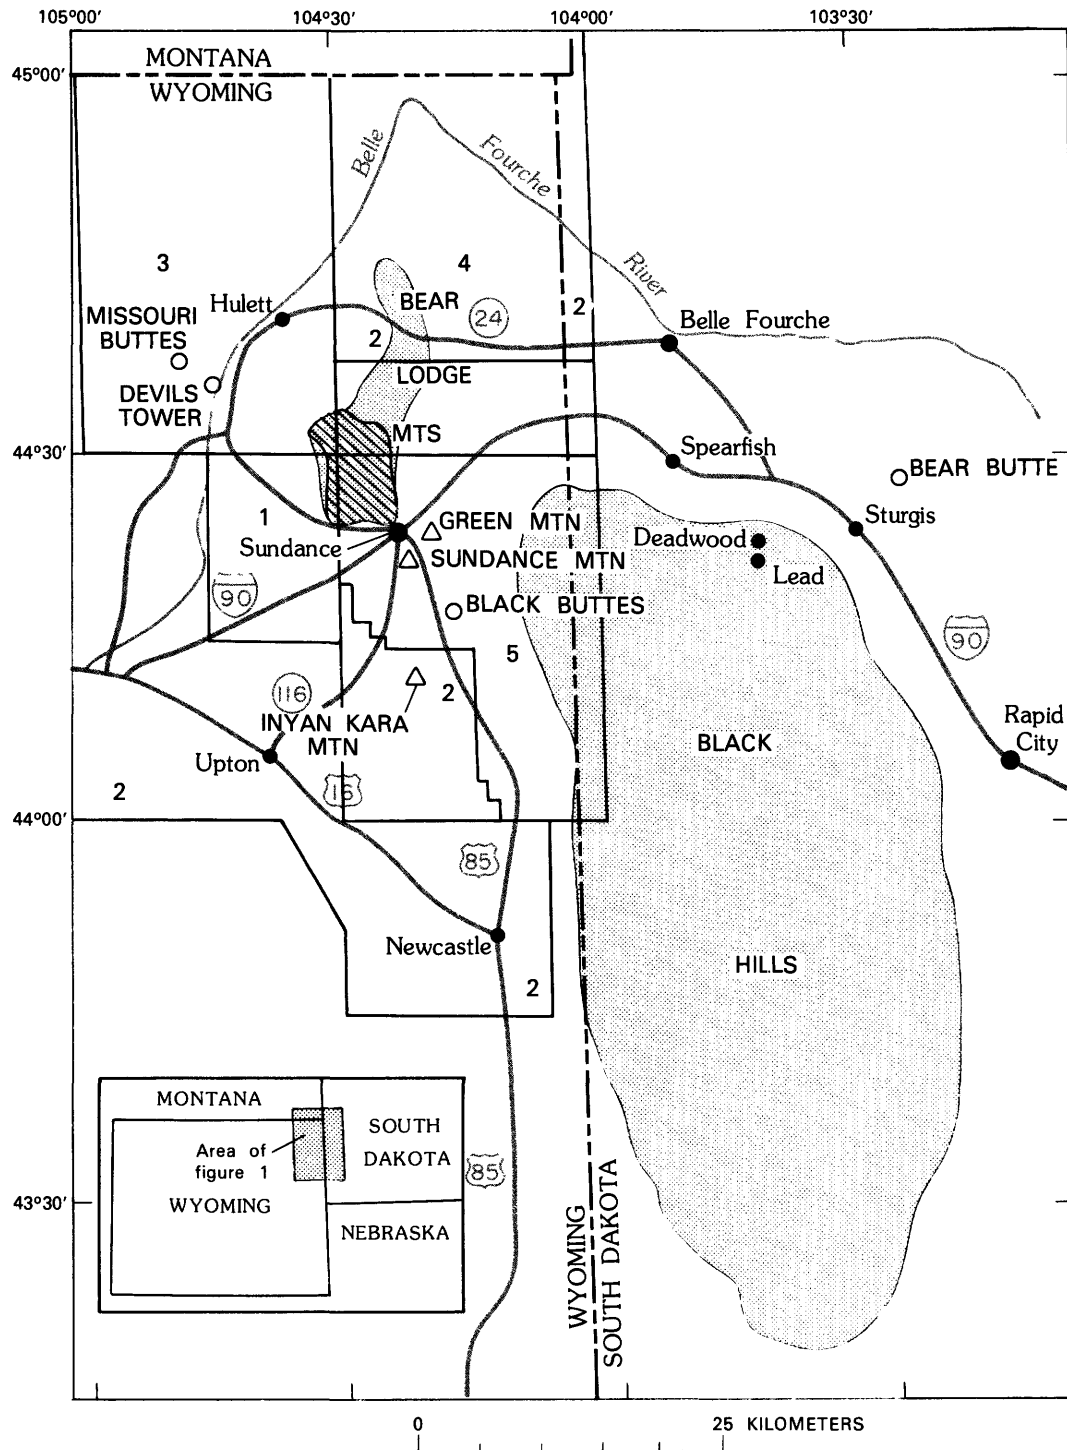 105°00'
104°30'
104°00'
103°30'
45°00'
MONTANA
WYOMING
Belle
Fourche
River
3
4
Hulett
BEAR
24
2
2
Belle Fourche
MISSOURI
BUTTES
LODGE
DEVILS
TOWER
MTS
44°30'
Spearfish
BEAR BUTTE
1
GREEN MTN
Sturgis
Sundance
Deadwood
SUNDANCE MTN
Lead
90
BLACK BUTTES
90
5
2
116
INYAN KARA
MTN
BLACK
Rapid
City
Upton
16
2
44°00'
85
Newcastle
HILLS
2
MONTANA
SOUTH
DAKOTA
Area of
figure 1
WYOMING
NEBRASKA
85
43°30'
WYOMING
SOUTH DAKOTA
0
25 KILOMETERS